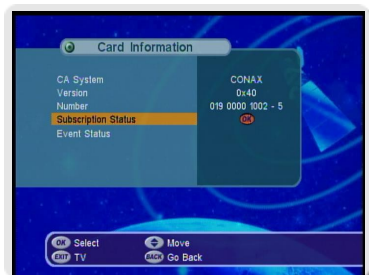 Card Information
CA System CONAX
Version 0x40
Number 019 0000 1002 - 5
Subscription Status OK
Event Status
OK Select Move
EXIT TV BACK Go Back